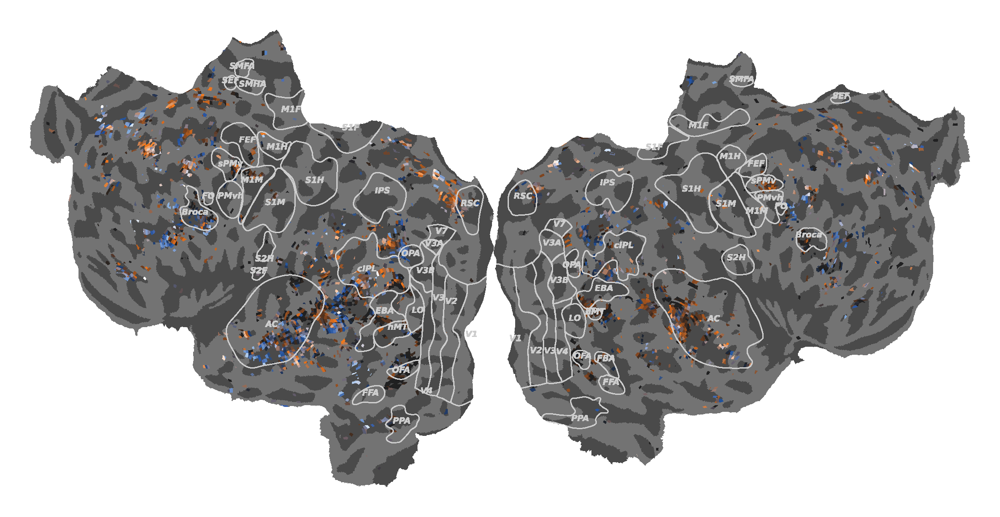 SMFA
SEF
SMHA
M1F
S1F
FEF
M1H
sPMv
M1M
S1H
FO
PMvh
S1M
Broca
IPS
RSC
V7
V3A
OPA
S2H
S2F
cIPL
V3B
V3
V2
EBA
LO
AC
hMT
V1
OFA
FFA
V4
PPA
SMFA
SEF
M1F
S1F
M1H
FEF
IPS
sPMv
RSC
S1H
PMvh
S1M
M1M
FO
V7
Broca
V3A
cIPL
S2H
OPA
V3B
EBA
LO
AC
V1
V2
V3
V4
OFA
FBA
FFA
PPA